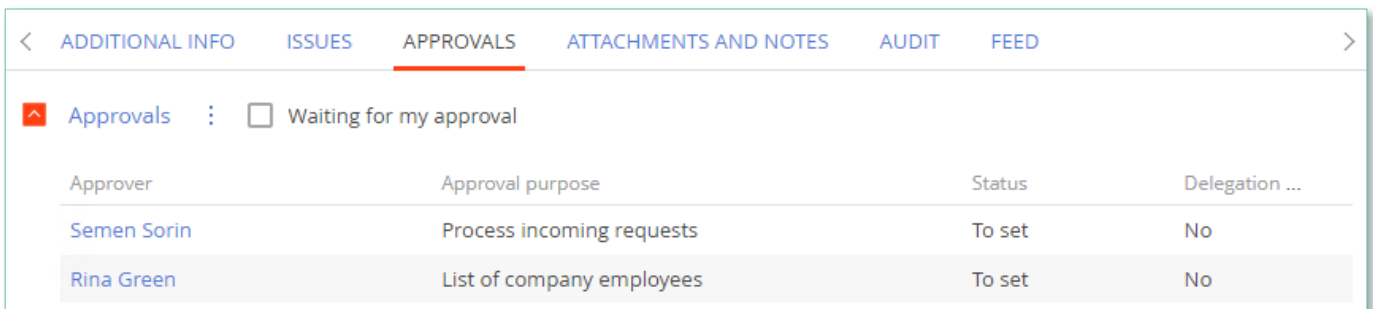 ADDITIONAL INFO ISSUES APPROVALS ATTACHMENTS AND NOTES AUDIT FEED
Approvals Waiting for my approval
Approver Approval purpose Status Delegation ...
Semen Sorin Process incoming requests To set No
Rina Green List of company employees To set No